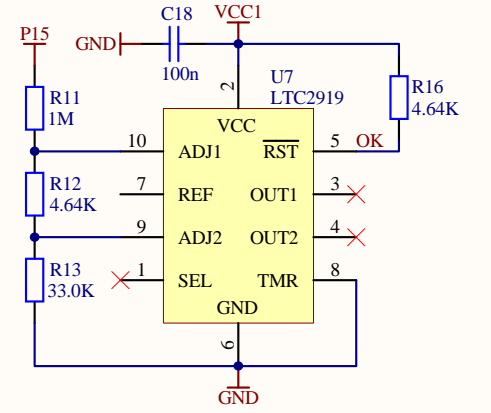 C18
VCC1
P15
GND
100n
2
U7
LTC2919
R11
1M
R16
4.64K
VCC
10
ADJ1
RST
5
OK
R12
4.64K
7
REF
OUT1
3
9
ADJ2
OUT2
4
R13
33.0K
1
SEL
TMR
8
GND
6
GND